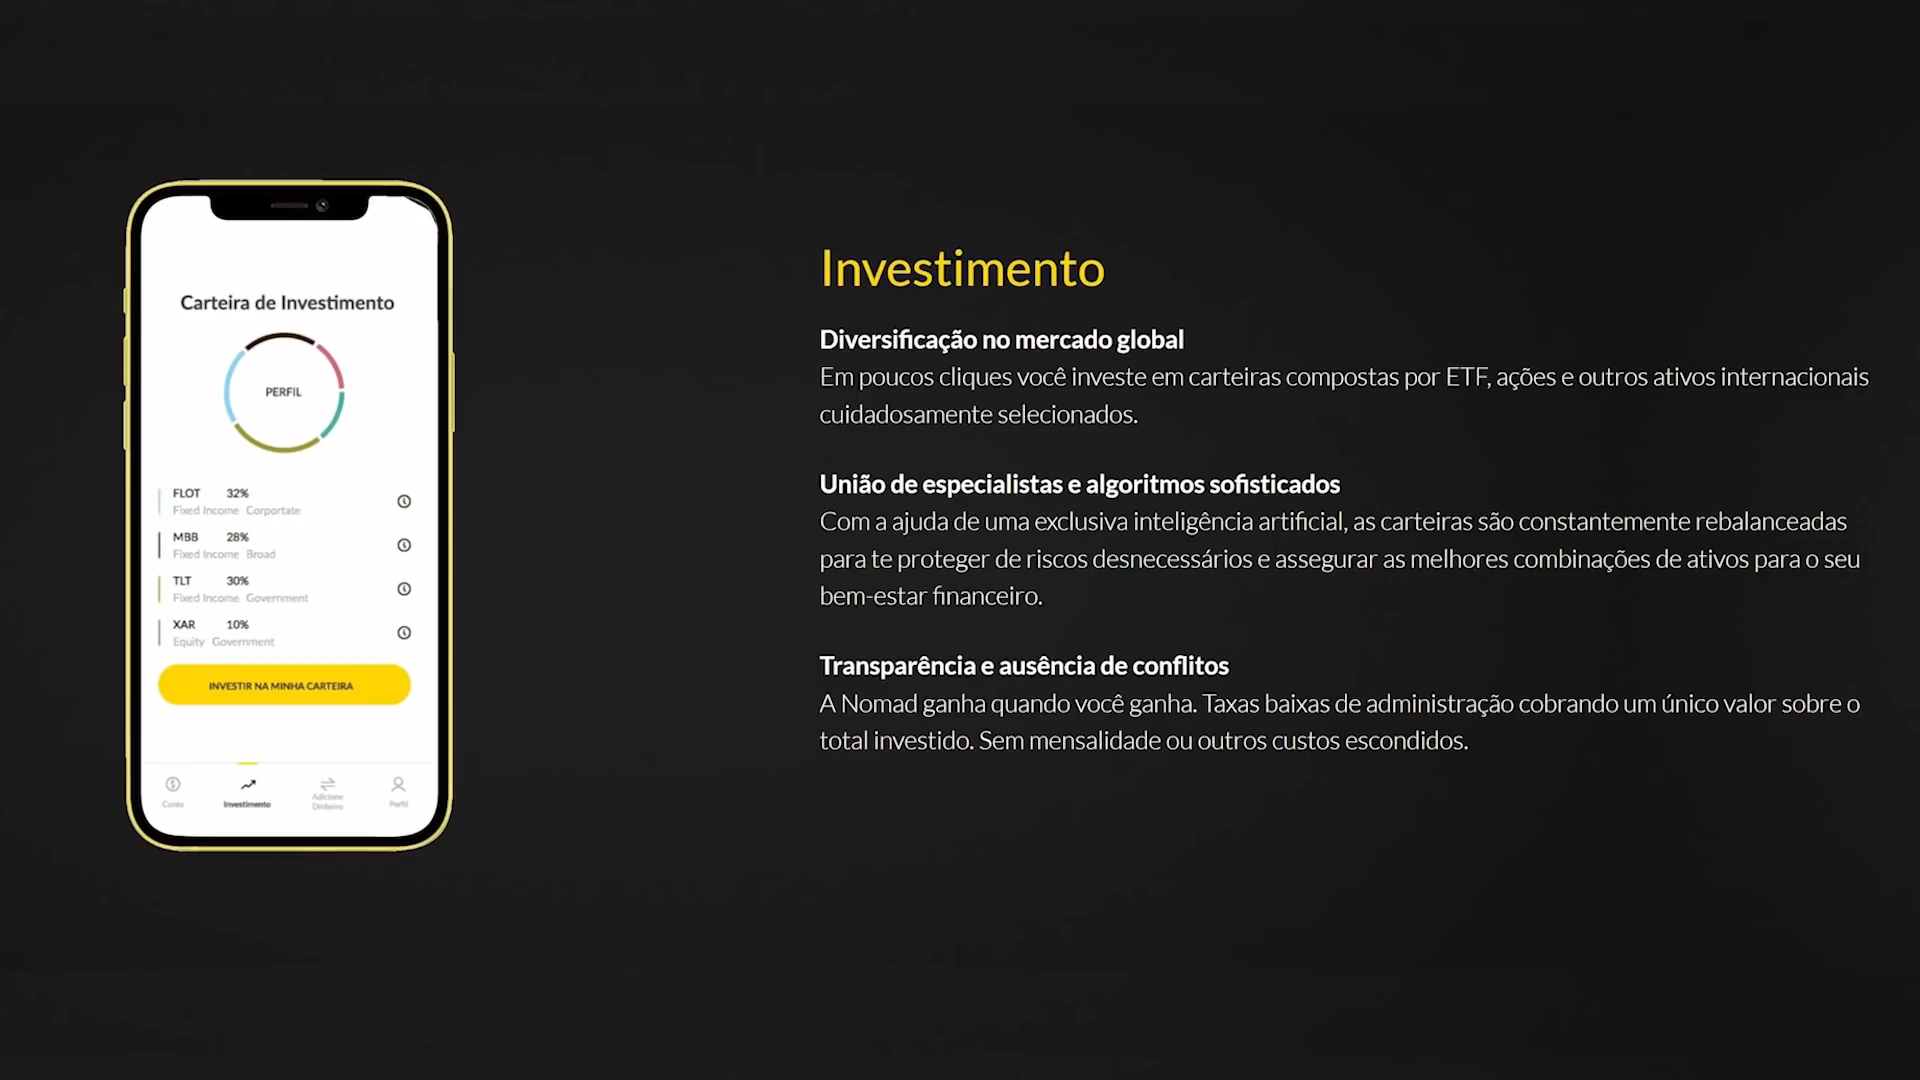 Carteira de Investimento
PERFIL
FLOT 32%
Fixed Income Corportate
MBB 28%
Fixed Income Broad
TLT 30%
Fixed Income Government
XAR 10%
Equity Government
INVESTIR NA MINHA CARTEIRA
Conta
Investimento
Adicione
Dinheiro
Perfil
Investimento
Diversificação no mercado global
Em poucos cliques você investe em carteiras compostas por ETF, ações e outros ativos internacionais
cuidadosamente selecionados.
União de especialistas e algoritmos sofisticados
Com a ajuda de uma exclusiva inteligência artificial, as carteiras são constantemente rebalanceadas
para te proteger de riscos desnecessários e assegurar as melhores combinações de ativos para o seu
bem-estar financeiro.
Transparência e ausência de conflitos
A Nomad ganha quando você ganha. Taxas baixas de administração cobrando um único valor sobre o
total investido. Sem mensalidade ou outros custos escondidos.